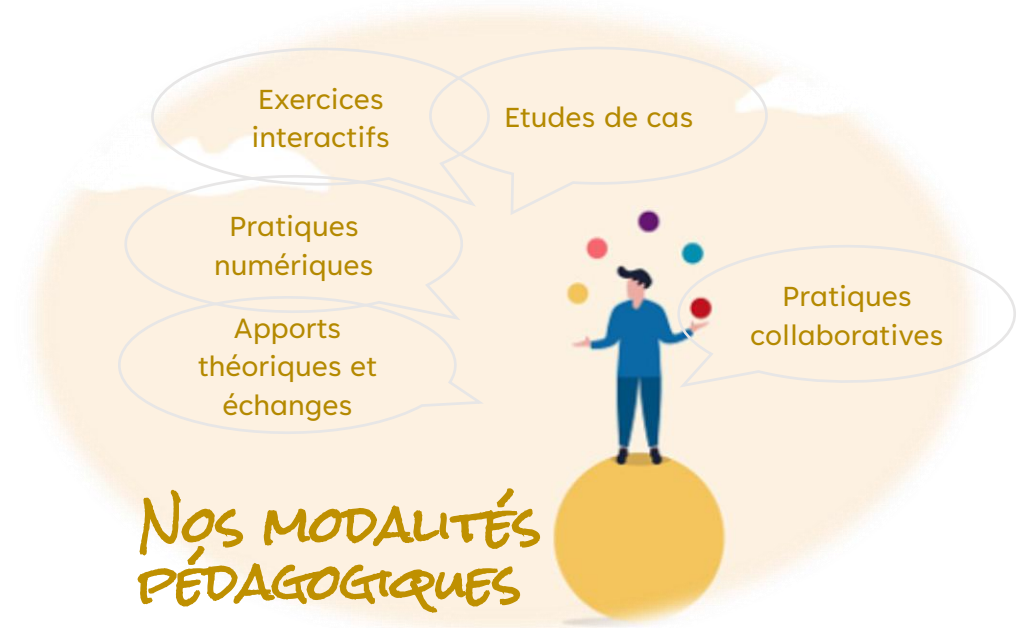 Exercices
interactifs
Etudes de cas
Pratiques
numériques
Pratiques
collaboratives
Apports
théoriques et
échanges
Nos modalités
pédagogiques